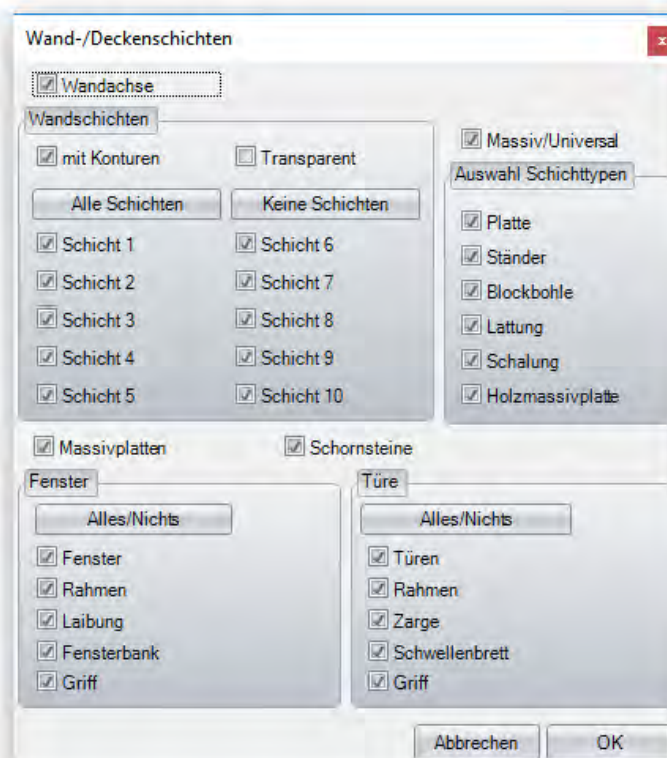 Wand-/Deckenschichten
x
Wandachse
Wandschichten
mit Konturen
Transparent
Alle Schichten
Keine Schichten
Schicht 1
Schicht 6
Schicht 2
Schicht 7
Schicht 3
Schicht 8
Schicht 4
Schicht 9
Schicht 5
Schicht 10
Massiv/Universal
Auswahl Schichttypen
Platte
Ständer
Blockbohle
Lattung
Schalung
Holzmassivplatte
Massivplatten
Schornsteine
Fenster
Alles/Nichts
Fenster
Rahmen
Laibung
Fensterbank
Griff
Türe
Alles/Nichts
Türen
Rahmen
Zarge
Schwellenbrett
Griff
Abbrechen
OK